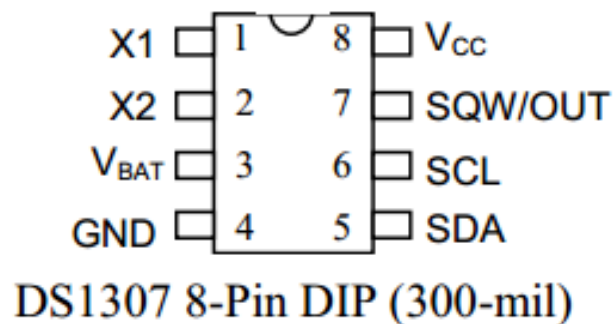 X1 1 8 VCC
X2 2 7 SQW/OUT
VBAT 3 6 SCL
GND 4 5 SDA
DS1307 8-Pin DIP (300-mil)